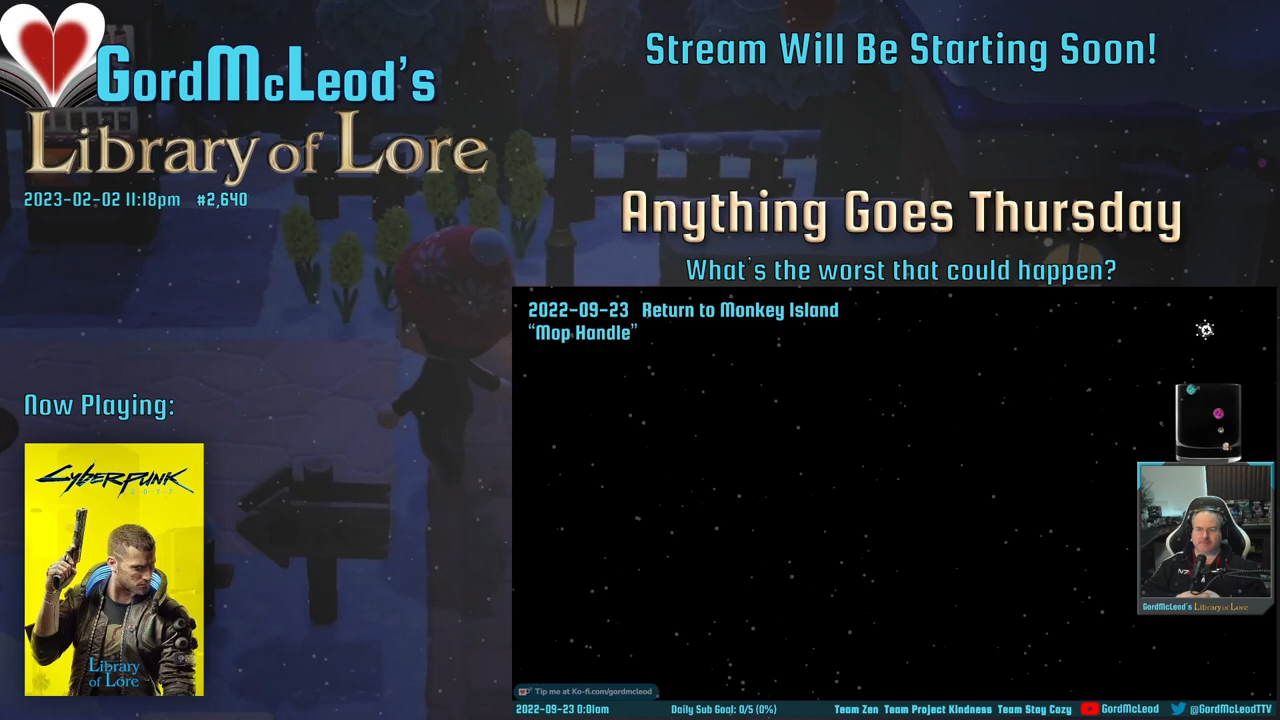 Stream Will Be Starting Soon!
GordMcLeod's
Library of Lore
2023-02-02 11:18pm #2,640
Anything Goes Thursday
What's the worst that could happen?
2022-09-23 Return to Monkey Island
"Mop Handle"
Now Playing:
CYBERPUNK
2077
Library
of Lore
N7
GordMcLeod's Library of Lore
Tip me at Ko-fi.com/gordmcleod
2022-09-23 0:01am Daily Sub Goal: 0/5 (0%) Team Zen Team Project Kindness Team Stay Cozy GordMcLeod @GordMcLeodTTV